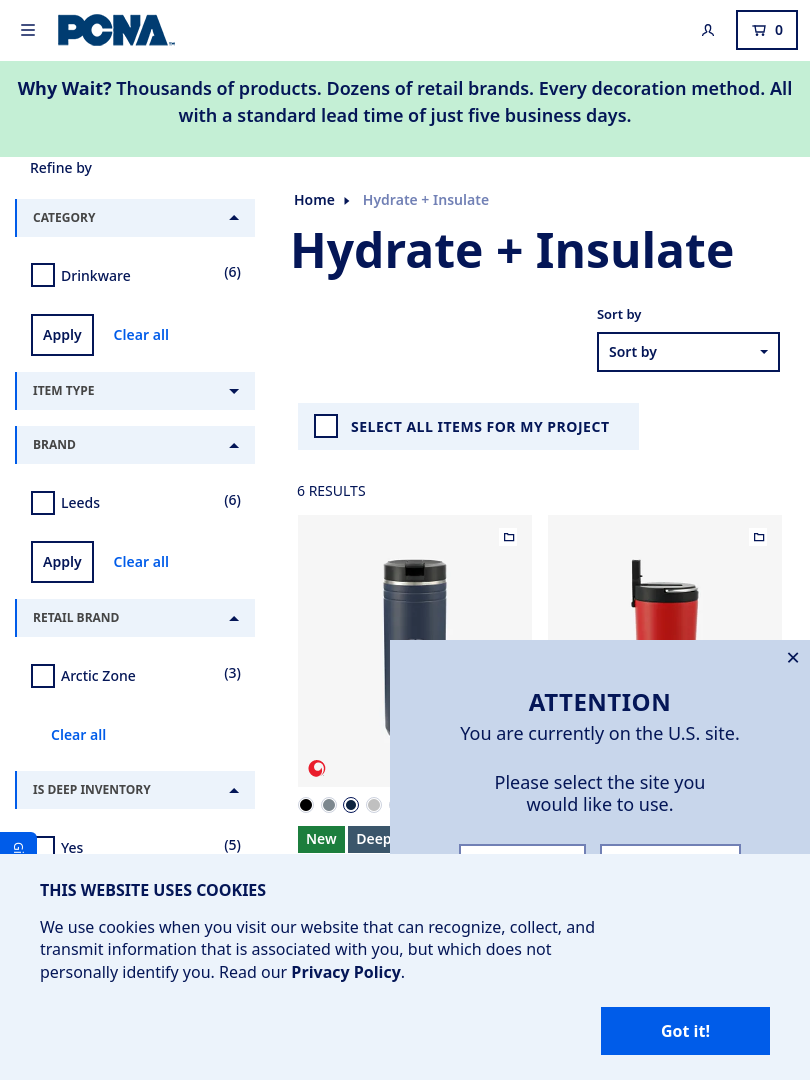 PCNA
0
Why Wait? Thousands of products. Dozens of retail brands. Every decoration method. All
with a standard lead time of just five business days.
Refine by
CATEGORY
Drinkware
(6)
Apply
Clear all
ITEM TYPE
BRAND
Leeds
(6)
Apply
Clear all
RETAIL BRAND
Arctic Zone
(3)
Clear all
IS DEEP INVENTORY
Yes
(5)
Home
Hydrate + Insulate
Hydrate + Insulate
Sort by
Sort by
SELECT ALL ITEMS FOR MY PROJECT
6 RESULTS
New
Deep
ATTENTION
You are currently on the U.S. site.
Please select the site you
would like to use.
THIS WEBSITE USES COOKIES
We use cookies when you visit our website that can recognize, collect, and
transmit information that is associated with you, but which does not
personally identify you. Read our Privacy Policy.
Got it!